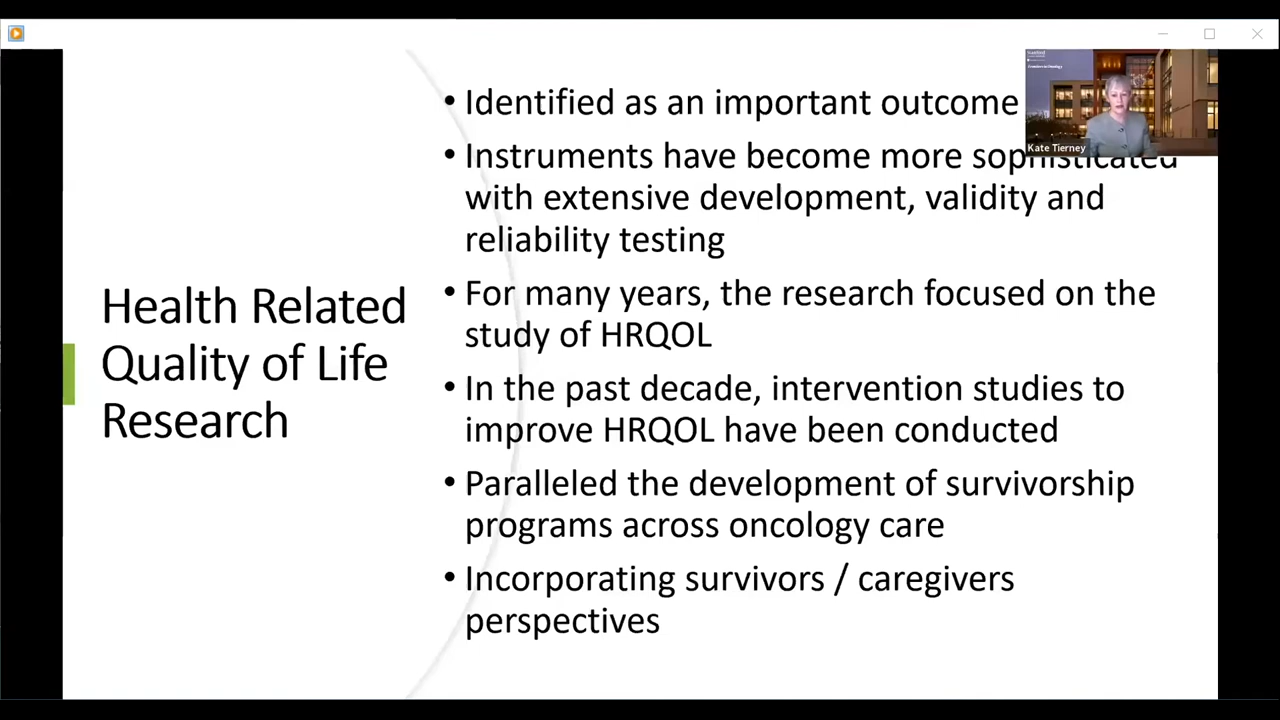 Health Related
Quality of Life
Research
• Identified as an important outcome
• Instruments have become more sophisticated
with extensive development, validity and
reliability testing
• For many years, the research focused on the
study of HRQOL
• In the past decade, intervention studies to
improve HRQOL have been conducted
• Paralleled the development of survivorship
programs across oncology care
• Incorporating survivors / caregivers
perspectives
Kate Tierney